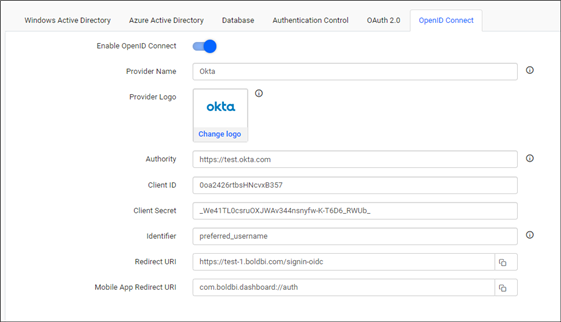 Windows Active Directory Azure Active Directory Database Authentication Control OAuth 2.0 OpenID Connect
Enable OpenID Connect
Provider Name Okta
Provider Logo
okta
Change logo
Authority https://test.okta.com
Client ID 0oa2426rtbsHNcvxB357
Client Secret _We41TL0csruOXJWAv344nsnyfw-K-T6D6_RWUb_
Identifier preferred_username
Redirect URI https://test-1.boldbi.com/signin-oidc
Mobile App Redirect URI com.boldbi.dashboard://auth